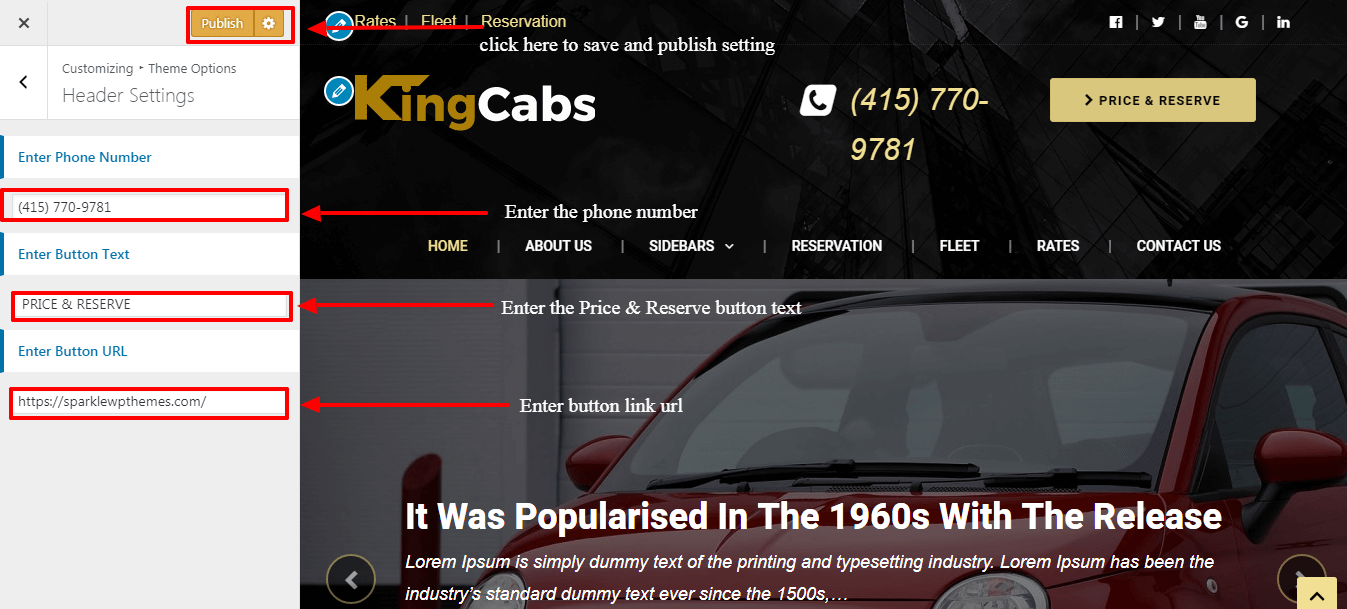 Publish
Customizing ‣ Theme Options
Header Settings
Enter Phone Number
(415) 770-9781
Enter Button Text
PRICE & RESERVE
Enter Button URL
https://sparklewpthemes.com/
Rates | Fleet | Reservation
click here to save and publish setting
KingCabs
(415) 770-
9781
PRICE & RESERVE
Enter the phone number
HOME | ABOUT US | SIDEBARS | RESERVATION | FLEET | RATES | CONTACT US
Enter the Price & Reserve button text
Enter button link url
It Was Popularised In The 1960s With The Release
Lorem Ipsum is simply dummy text of the printing and typesetting industry. Lorem Ipsum has been the
industry's standard dummy text ever since the 1500s,…